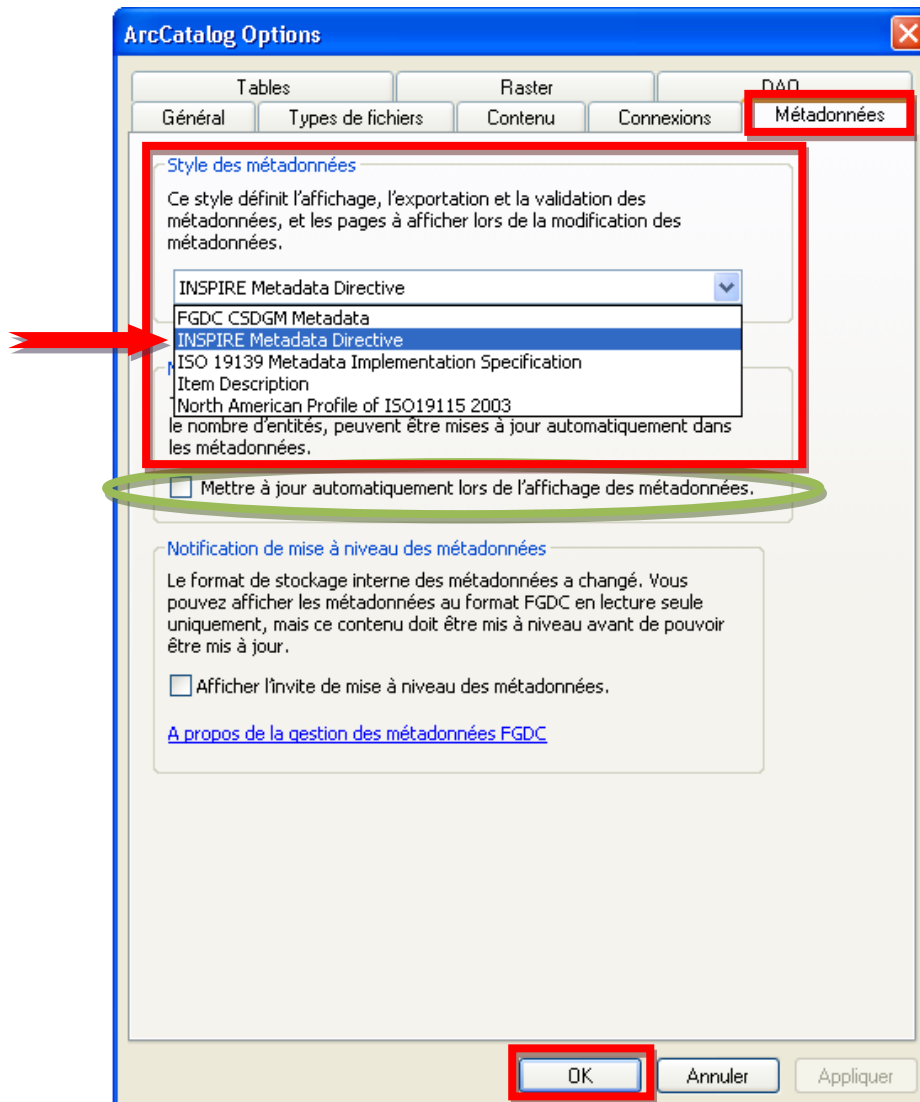 ArcCatalog Options
Tables
Raster
DAO
Général
Types de fichiers
Contenu
Connexions
Métadonnées
Style des métadonnées
Ce style définit l'affichage, l'exportation et la validation des
métadonnées, et les pages à afficher lors de la modification des
métadonnées.
INSPIRE Metadata Directive
FGDC CSDGM Metadata
INSPIRE Metadata Directive
ISO 19139 Metadata Implementation Specification
Item Description
North American Profile of ISO19115 2003
le nombre d'entités, peuvent être mises à jour automatiquement dans
les métadonnées.
Mettre à jour automatiquement lors de l'affichage des métadonnées.
Notification de mise à niveau des métadonnées
Le format de stockage interne des métadonnées a changé. Vous
pouvez afficher les métadonnées au format FGDC en lecture seule
uniquement, mais ce contenu doit être mis à niveau avant de pouvoir
être mis à jour.
Afficher l'invite de mise à niveau des métadonnées.
A propos de la gestion des métadonnées FGDC
OK
Annuler
Appliquer